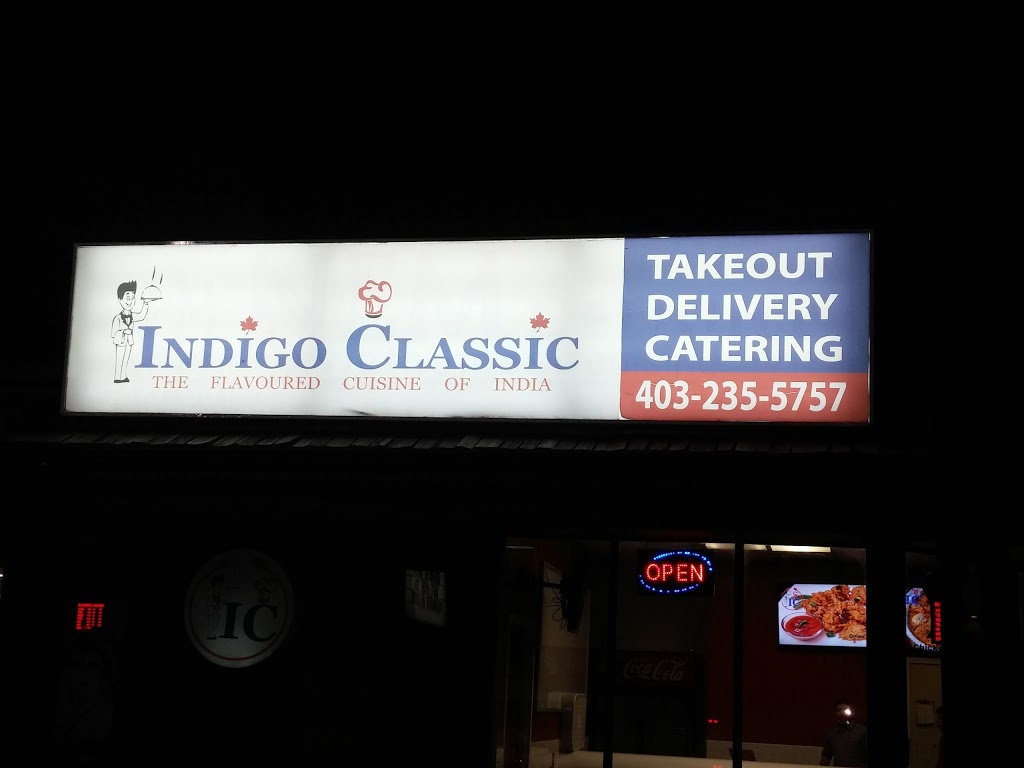 INDIGO CLASSIC
THE FLAVOURED CUISINE OF INDIA
TAKEOUT
DELIVERY
CATERING
403-235-5757
OPEN
IC
Coca-Cola